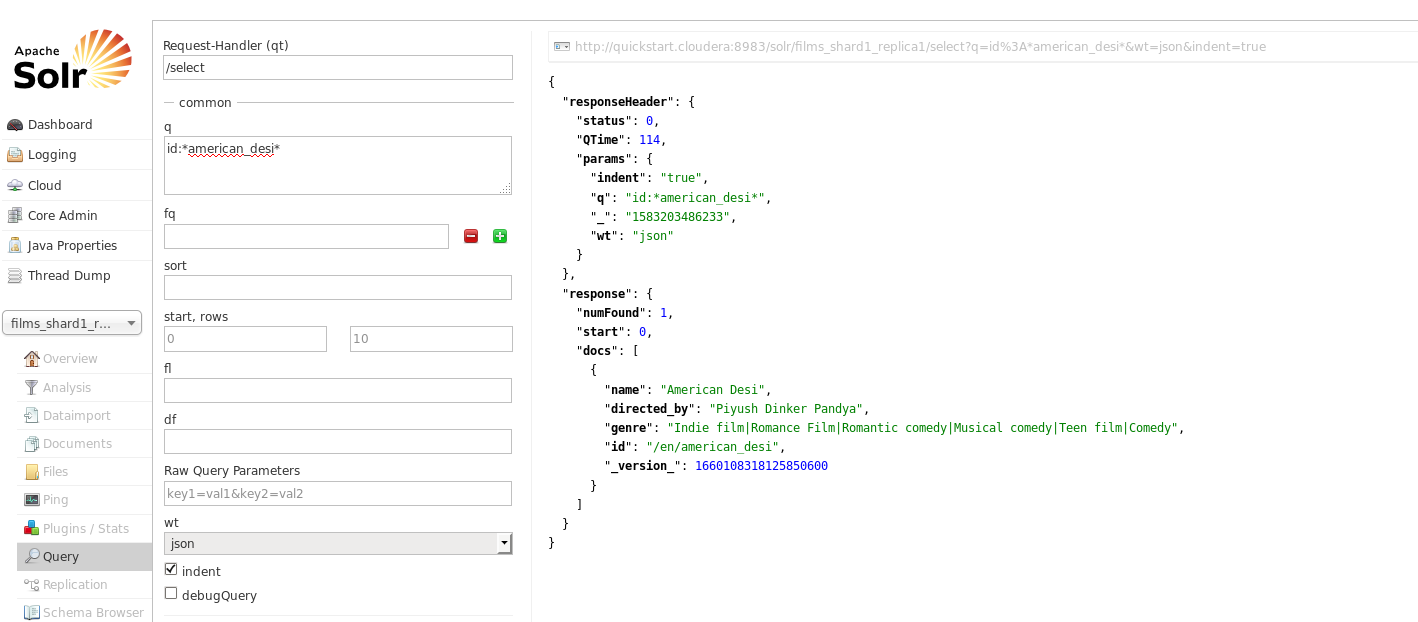 Apache
Solr
Dashboard
Logging
Cloud
Core Admin
Java Properties
Thread Dump
films_shard1_r...
Overview
Analysis
Dataimport
Documents
Files
Ping
Plugins / Stats
Query
Replication
Schema Browser
Request-Handler (qt)
/select
common
q
id:*american_desi*
fq
sort
start, rows
0 10
fl
df
Raw Query Parameters
key1=val1&key2=val2
wt
json
indent
debugQuery
http://quickstart.cloudera:8983/solr/films_shard1_replica1/select?q=id%3A*american_desi*&wt=json&indent=true
{
  "responseHeader": {
    "status": 0,
    "QTime": 114,
    "params": {
      "indent": "true",
      "q": "id:*american_desi*",
      "_": "1583203486233",
      "wt": "json"
    }
  },
  "response": {
    "numFound": 1,
    "start": 0,
    "docs": [
      {
        "name": "American Desi",
        "directed_by": "Piyush Dinker Pandya",
        "genre": "Indie film|Romance Film|Romantic comedy|Musical comedy|Teen film|Comedy",
        "id": "/en/american_desi",
        "_version_": 1660108318125850600
      }
    ]
  }
}